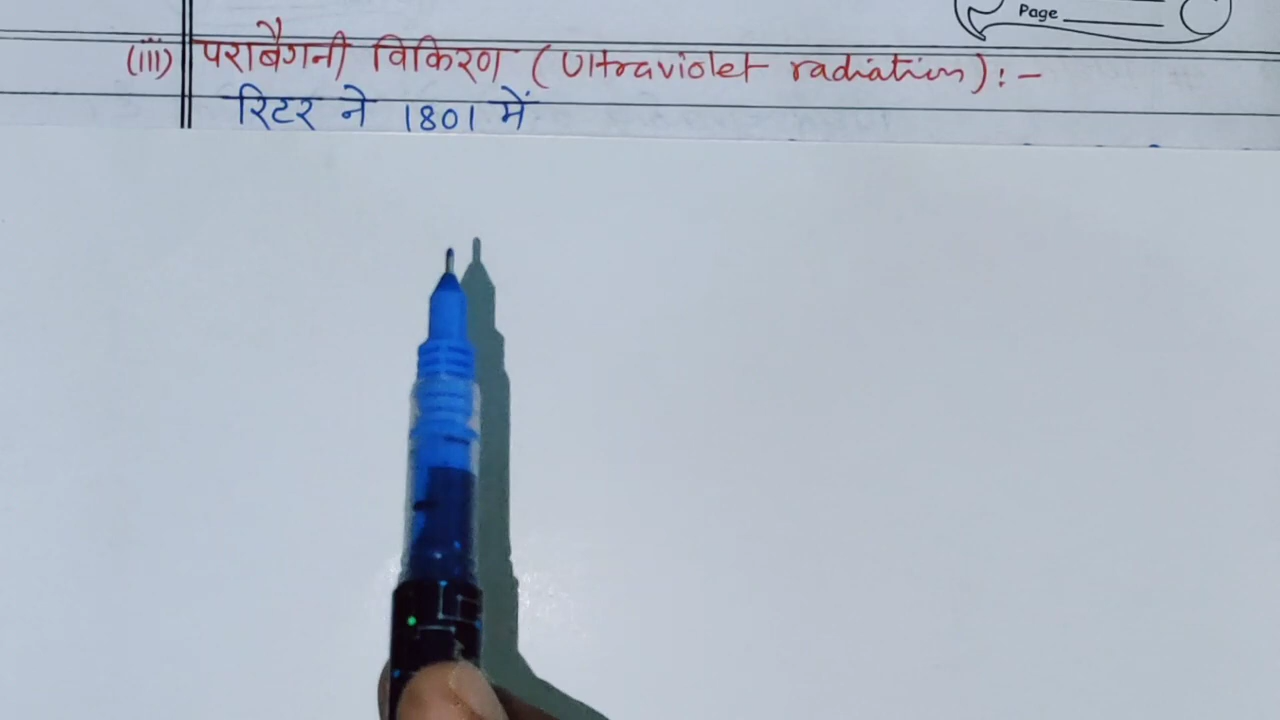 Page
(iii) पराबैगनी विकिरण (Ultraviolet radiation) : -
रिटर ने 1801 में